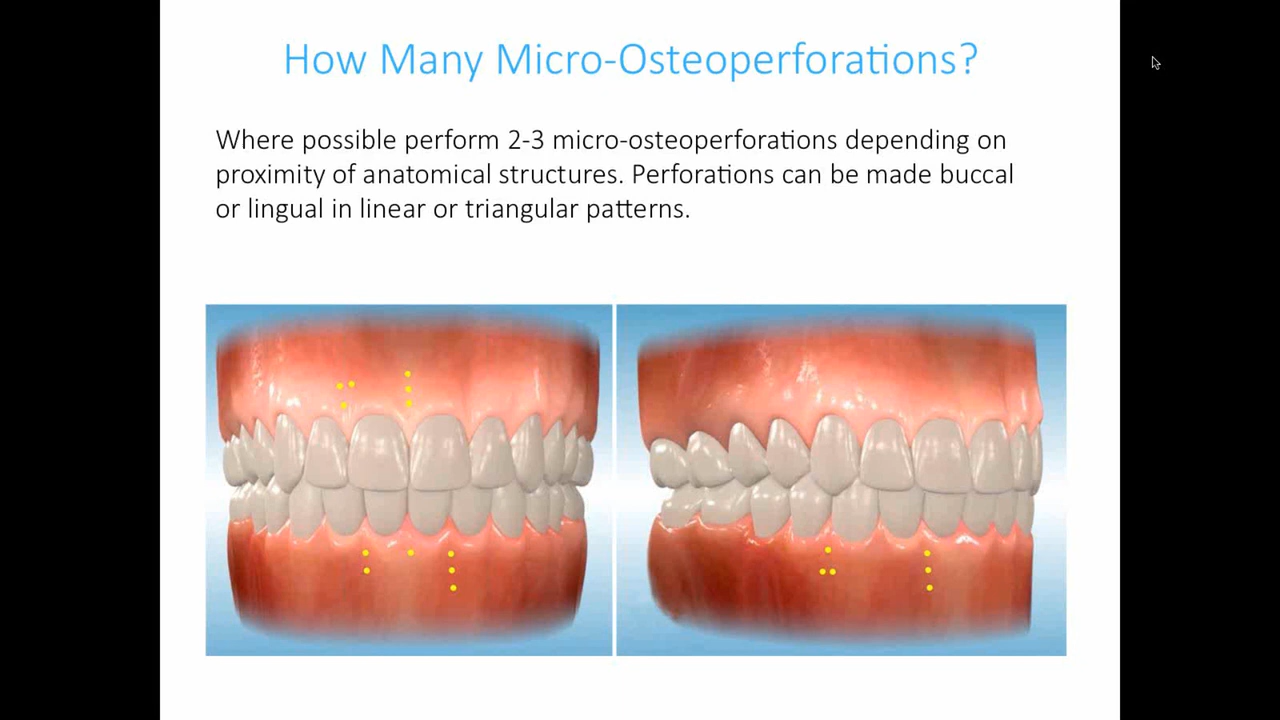 How Many Micro-Osteoperforations?
Where possible perform 2-3 micro-osteoperforations depending on
proximity of anatomical structures. Perforations can be made buccal
or lingual in linear or triangular patterns.